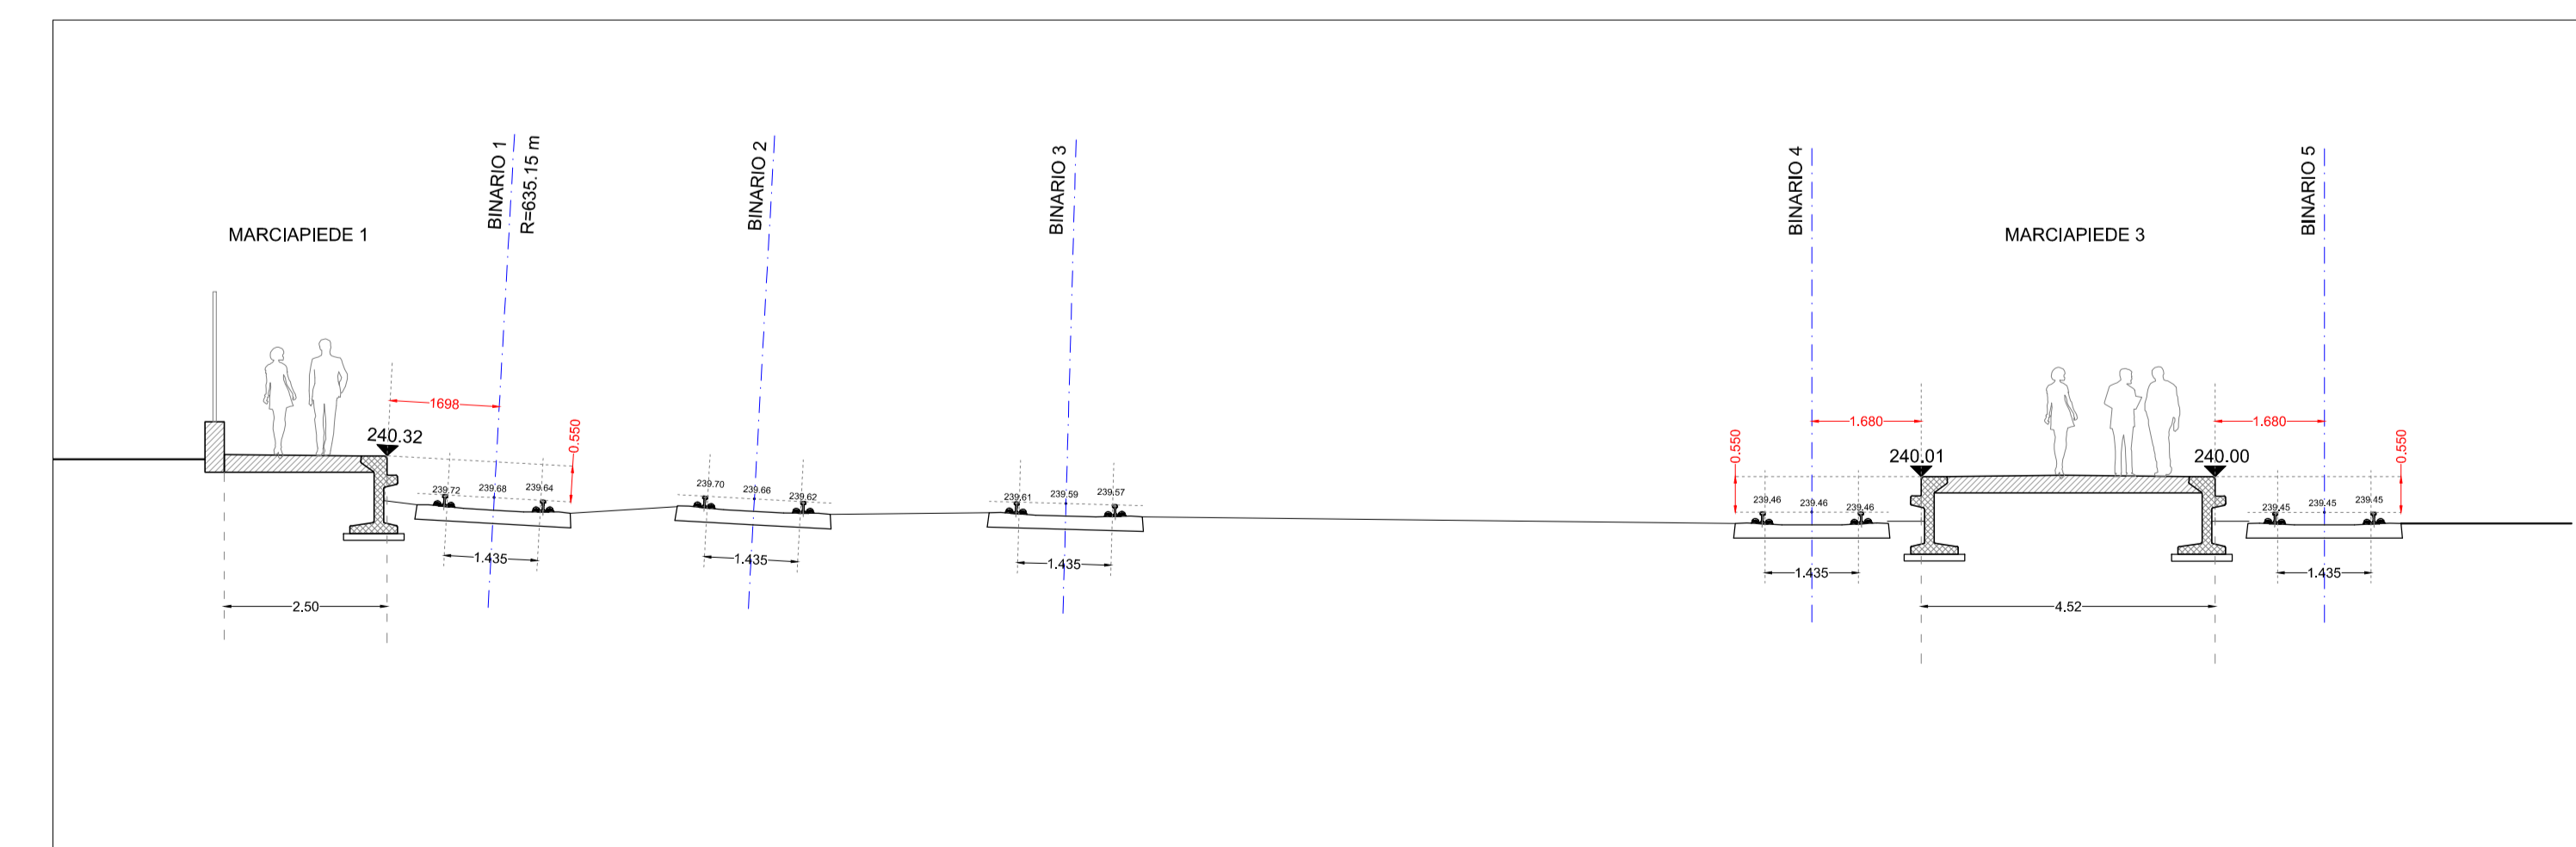 BINARIO 1
R=635.15 m
BINARIO 2
BINARIO 3
BINARIO 4
BINARIO 5
MARCIAPIEDE 1
MARCIAPIEDE 3
1698
0.550
240.32
1.680
1.680
0.550
0.550
240.01
240.00
239.72 239.68 239.64
239.70 239.66 239.62
239.61 239.59 239.57
239.46 239.46 239.46
239.45 239.45 239.45
1.435
1.435
1.435
1.435
1.435
2.50
4.52